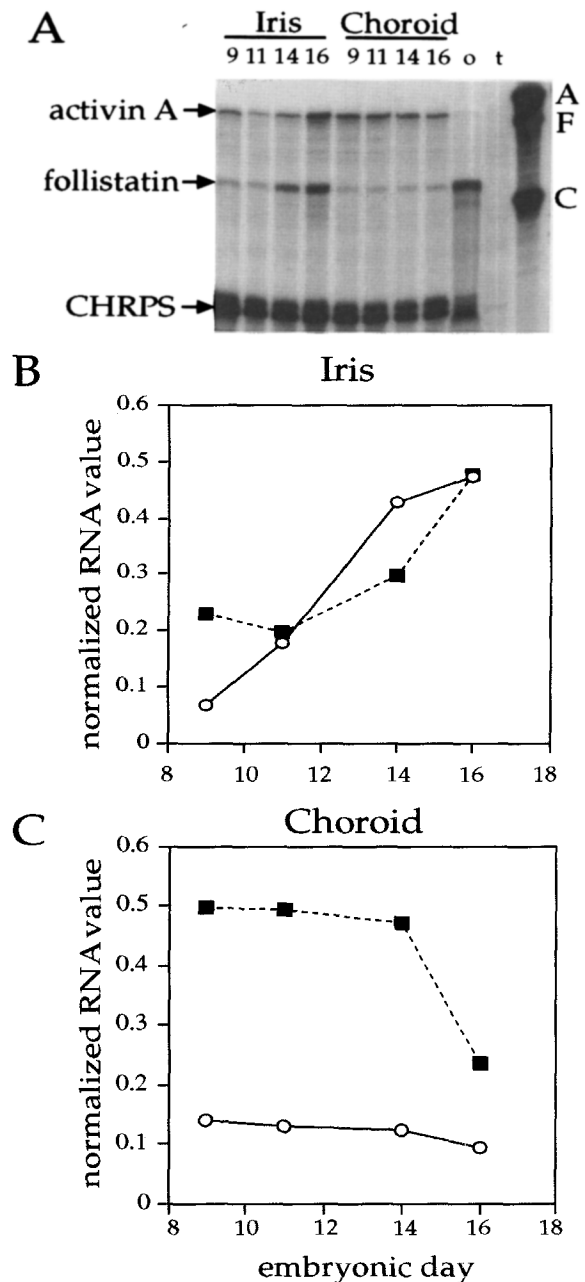 A
Iris Choroid
9 11 14 16 9 11 14 16 o t
activin A
A
F
follistatin
C
CHRPS
B
Iris
normalized RNA value
0.6
0.5
0.4
0.3
0.2
0.1
0
8 10 12 14 16 18
C
Choroid
normalized RNA value
0.6
0.5
0.4
0.3
0.2
0.1
0
8 10 12 14 16 18
embryonic day